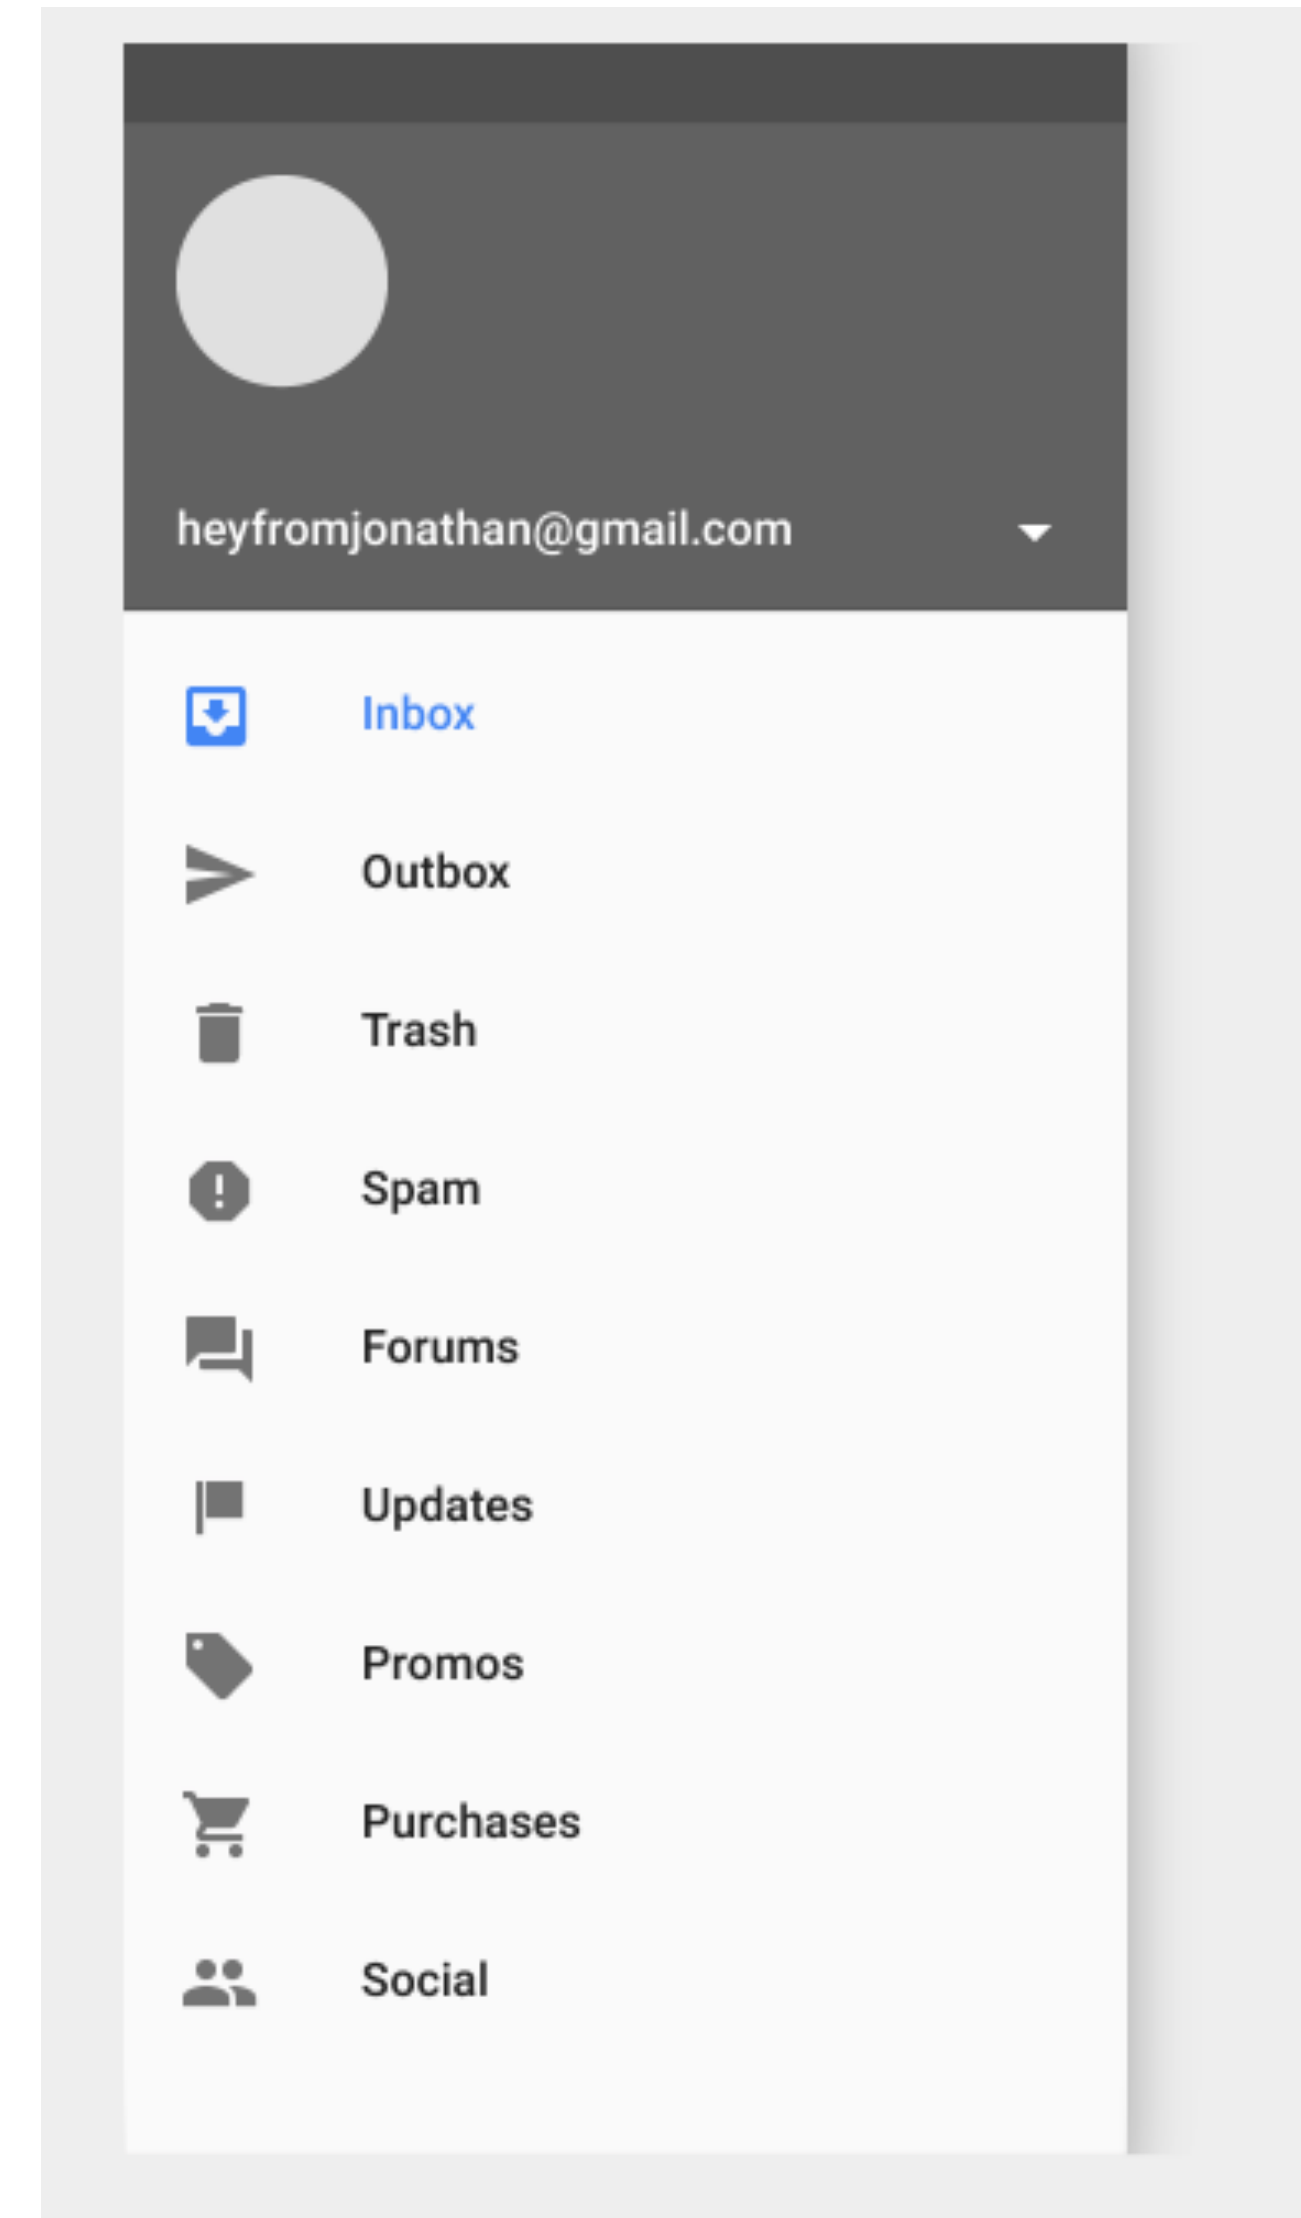 heyfromjonathan@gmail.com
Inbox
Outbox
Trash
Spam
Forums
Updates
Promos
Purchases
Social